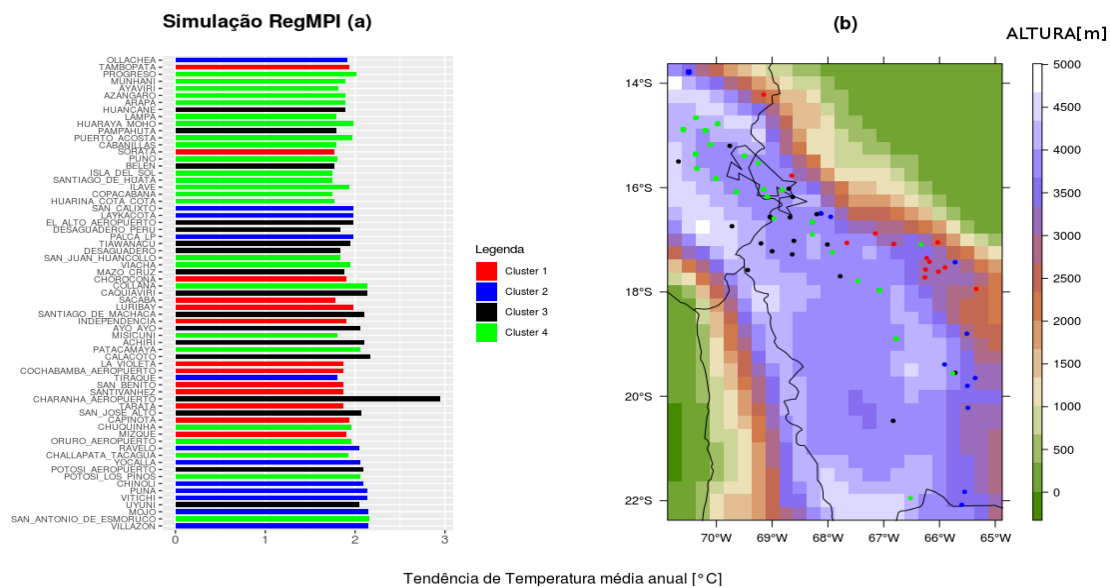 Simulação RegMPI (a)
OLLACHEA
TAMBOPATA
PROGRESO
MUNHANI
AYAVIRI
AZANGARO
ARAPA
HUANCANE
LAMPA
HUARAYA_MOHO
PAMPAHUTA
PUERTO_ACOSTA
CABANILLAS
SORATA
PUNO
BELEN
ISLA_DEL_SOL
SANTIAGO_DE_HUATA
ILAVE
COPACABANA
HUARINA_COTA_COTA
SAN_CALIXTO
LAYKACOTA
EL_ALTO_AEROPUERTO
DESAGUADERO_PERU
PALCA_LP
TIAWANACU
DESAGUADERO
SAN_JUAN_HUANCOLLO
VIACHA
MAZO_CRUZ
CHOROCONA
COLLANA
CAQUIAVIRI
SACABA
LURIBAY
SANTIAGO_DE_MACHACA
INDEPENDENCIA
AYO_AYO
MISICUNI
ACHIRI
PATACAMAYA
CALACOTO
LA_VIOLETA
COCHABAMBA_AEROPUERTO
TIRAQUE
SAN_BENITO
SANTIVANHEZ
CHARANHA_AEROPUERTO
TARATA
SAN_JOSE_ALTO
CAPINOTA
CHUQUINHA
MIZQUE
ORURO_AEROPUERTO
RAVELO
CHALLAPATA_TACAGUA
YOCALLA
POTOSI_AEROPUERTO
POTOSI_LOS_PINOS
CHINOLI
PUNA
VITICHI
UYUNI
MOJO
SAN_ANTONIO_DE_ESMORUCO
VILLAZON
0 1 2 3
Legenda
Cluster 1
Cluster 2
Cluster 3
Cluster 4
(b)
14°S
16°S
18°S
20°S
22°S
70°W 69°W 68°W 67°W 66°W 65°W
ALTURA[m]
5000
4500
4000
3500
3000
2500
2000
1500
1000
500
0
Tendência de Temperatura média anual [°C]